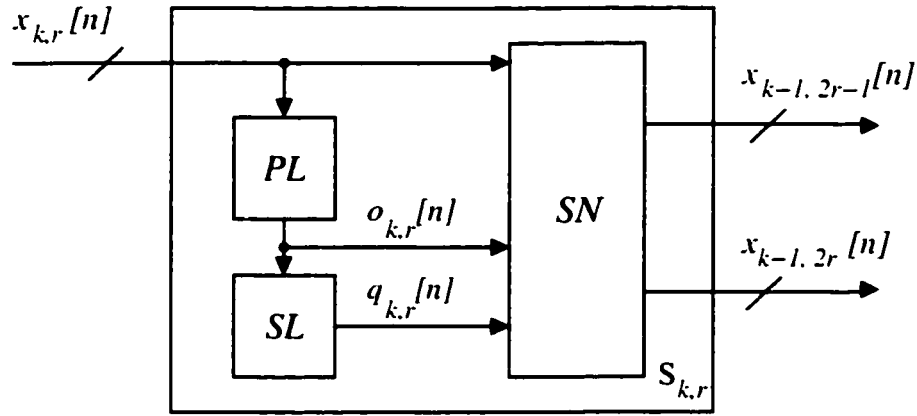 x_{k,r}[n]
x_{k-1, 2r-1}[n]
PL
SN
o_{k,r}[n]
x_{k-1, 2r}[n]
SL
q_{k,r}[n]
S_{k,r}